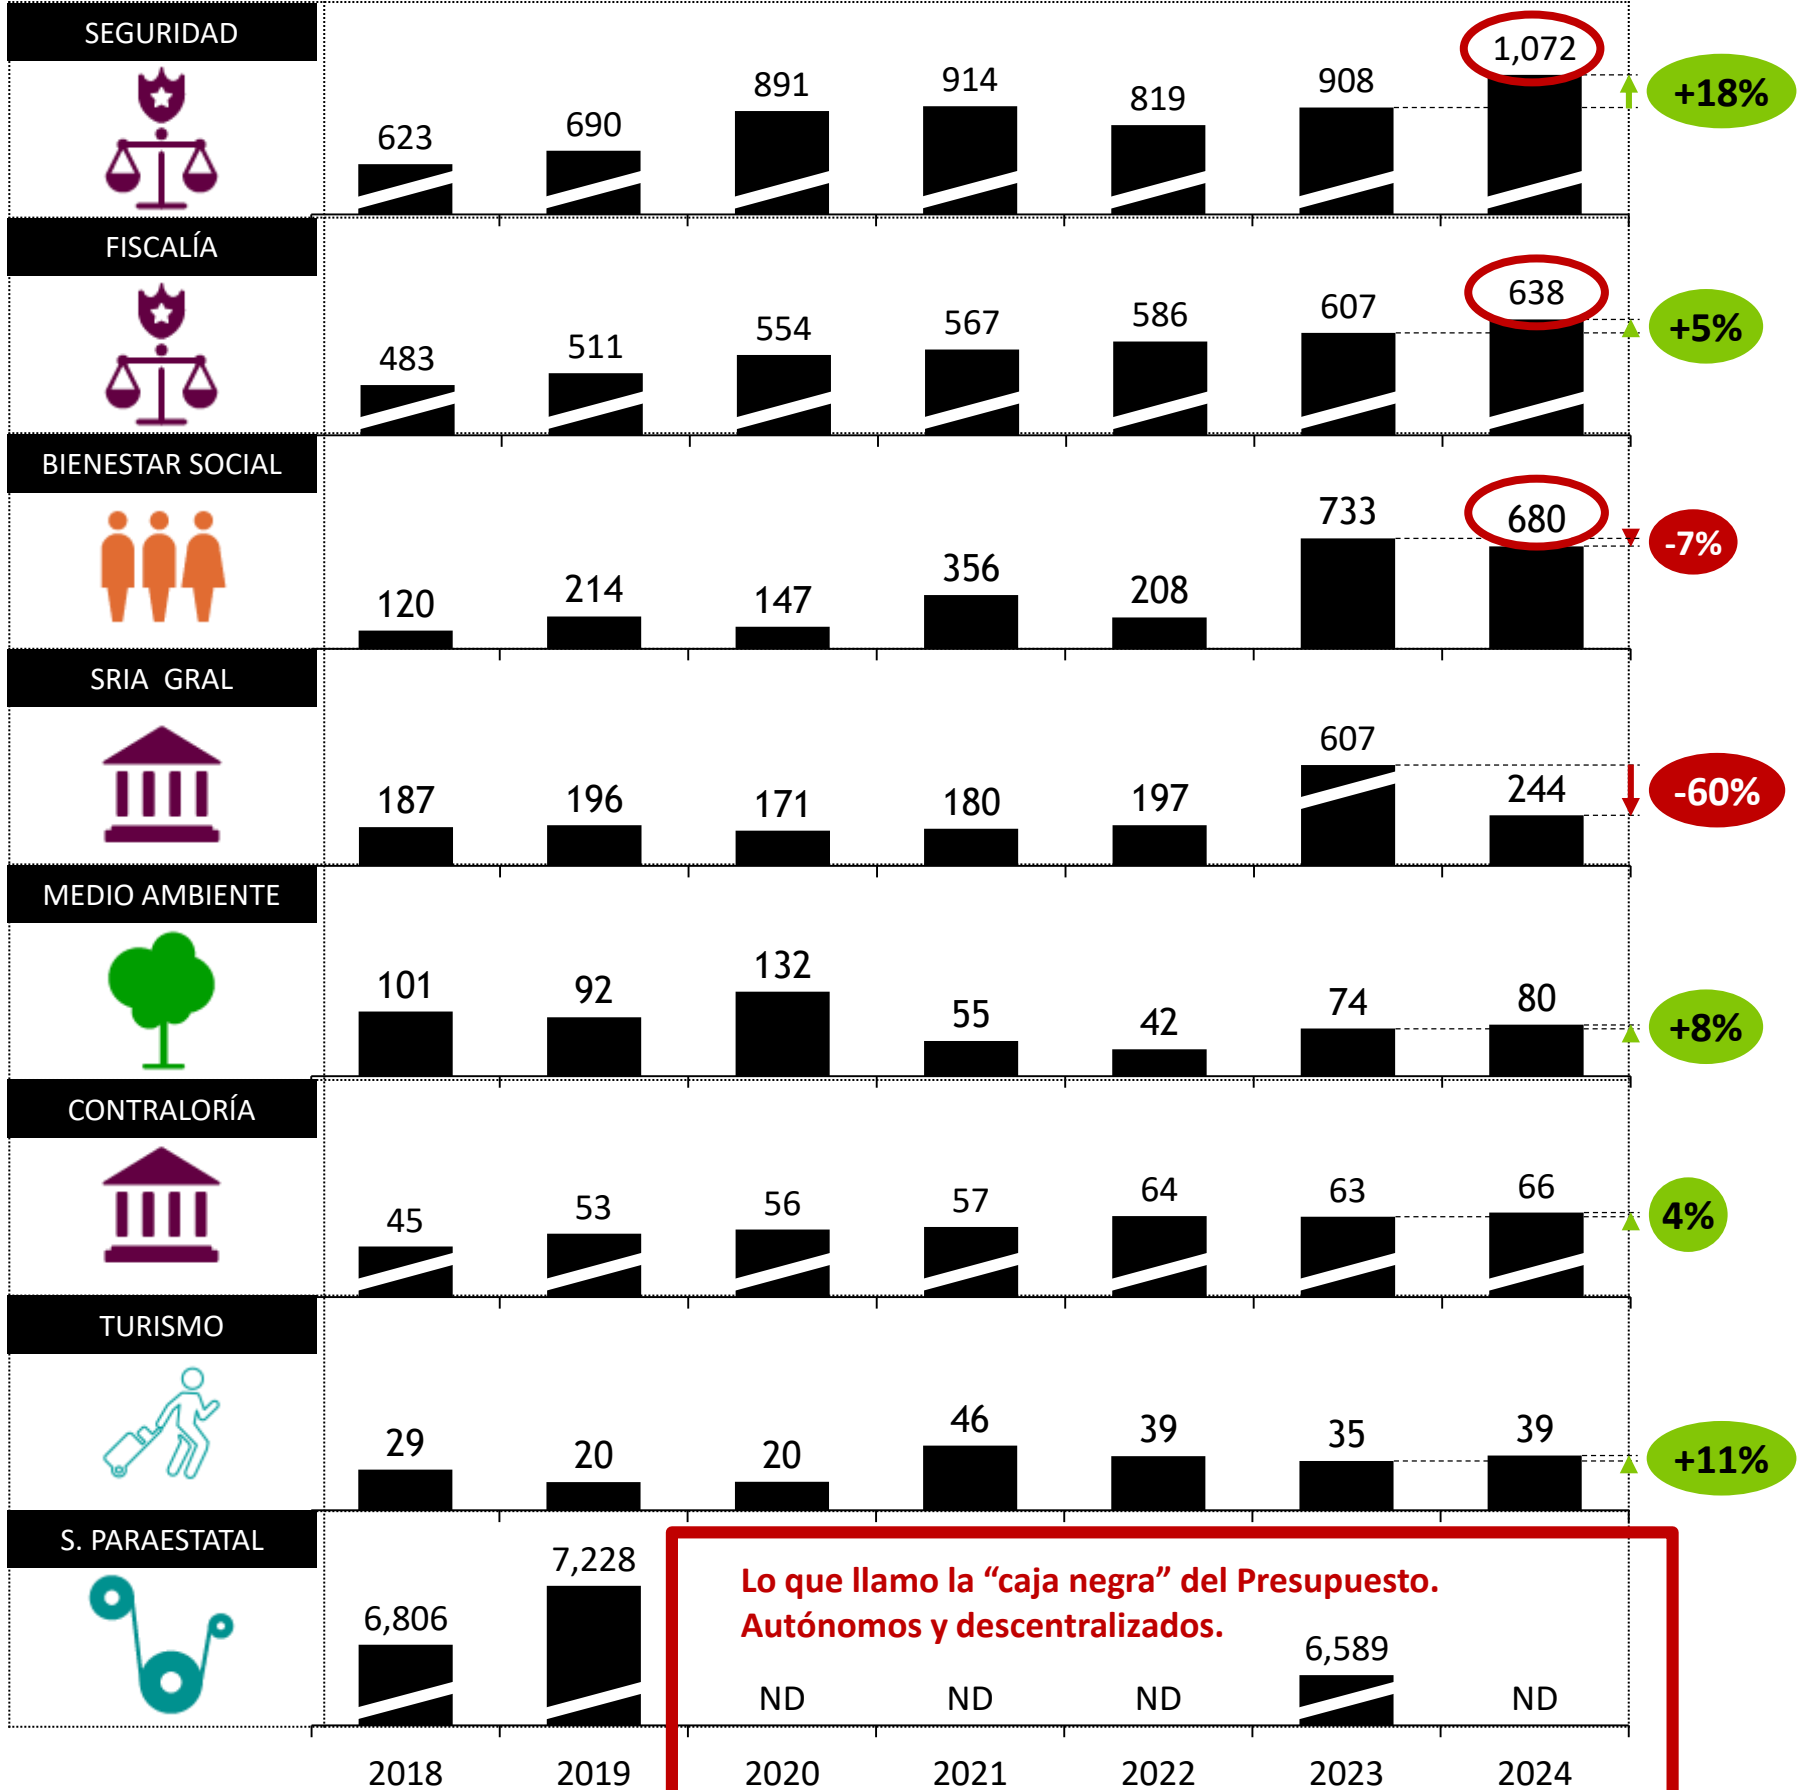 SEGURIDAD
623 690 891 914 819 908 1,072 +18%
FISCALÍA
483 511 554 567 586 607 638 +5%
BIENESTAR SOCIAL
120 214 147 356 208 733 680 -7%
SRIA GRAL
187 196 171 180 197 607 244 -60%
MEDIO AMBIENTE
101 92 132 55 42 74 80 +8%
CONTRALORÍA
45 53 56 57 64 63 66 4%
TURISMO
29 20 20 46 39 35 39 +11%
S. PARAESTATAL
Lo que llamo la “caja negra” del Presupuesto.
Autónomos y descentralizados.
6,806 7,228 ND ND ND 6,589 ND
2018 2019 2020 2021 2022 2023 2024